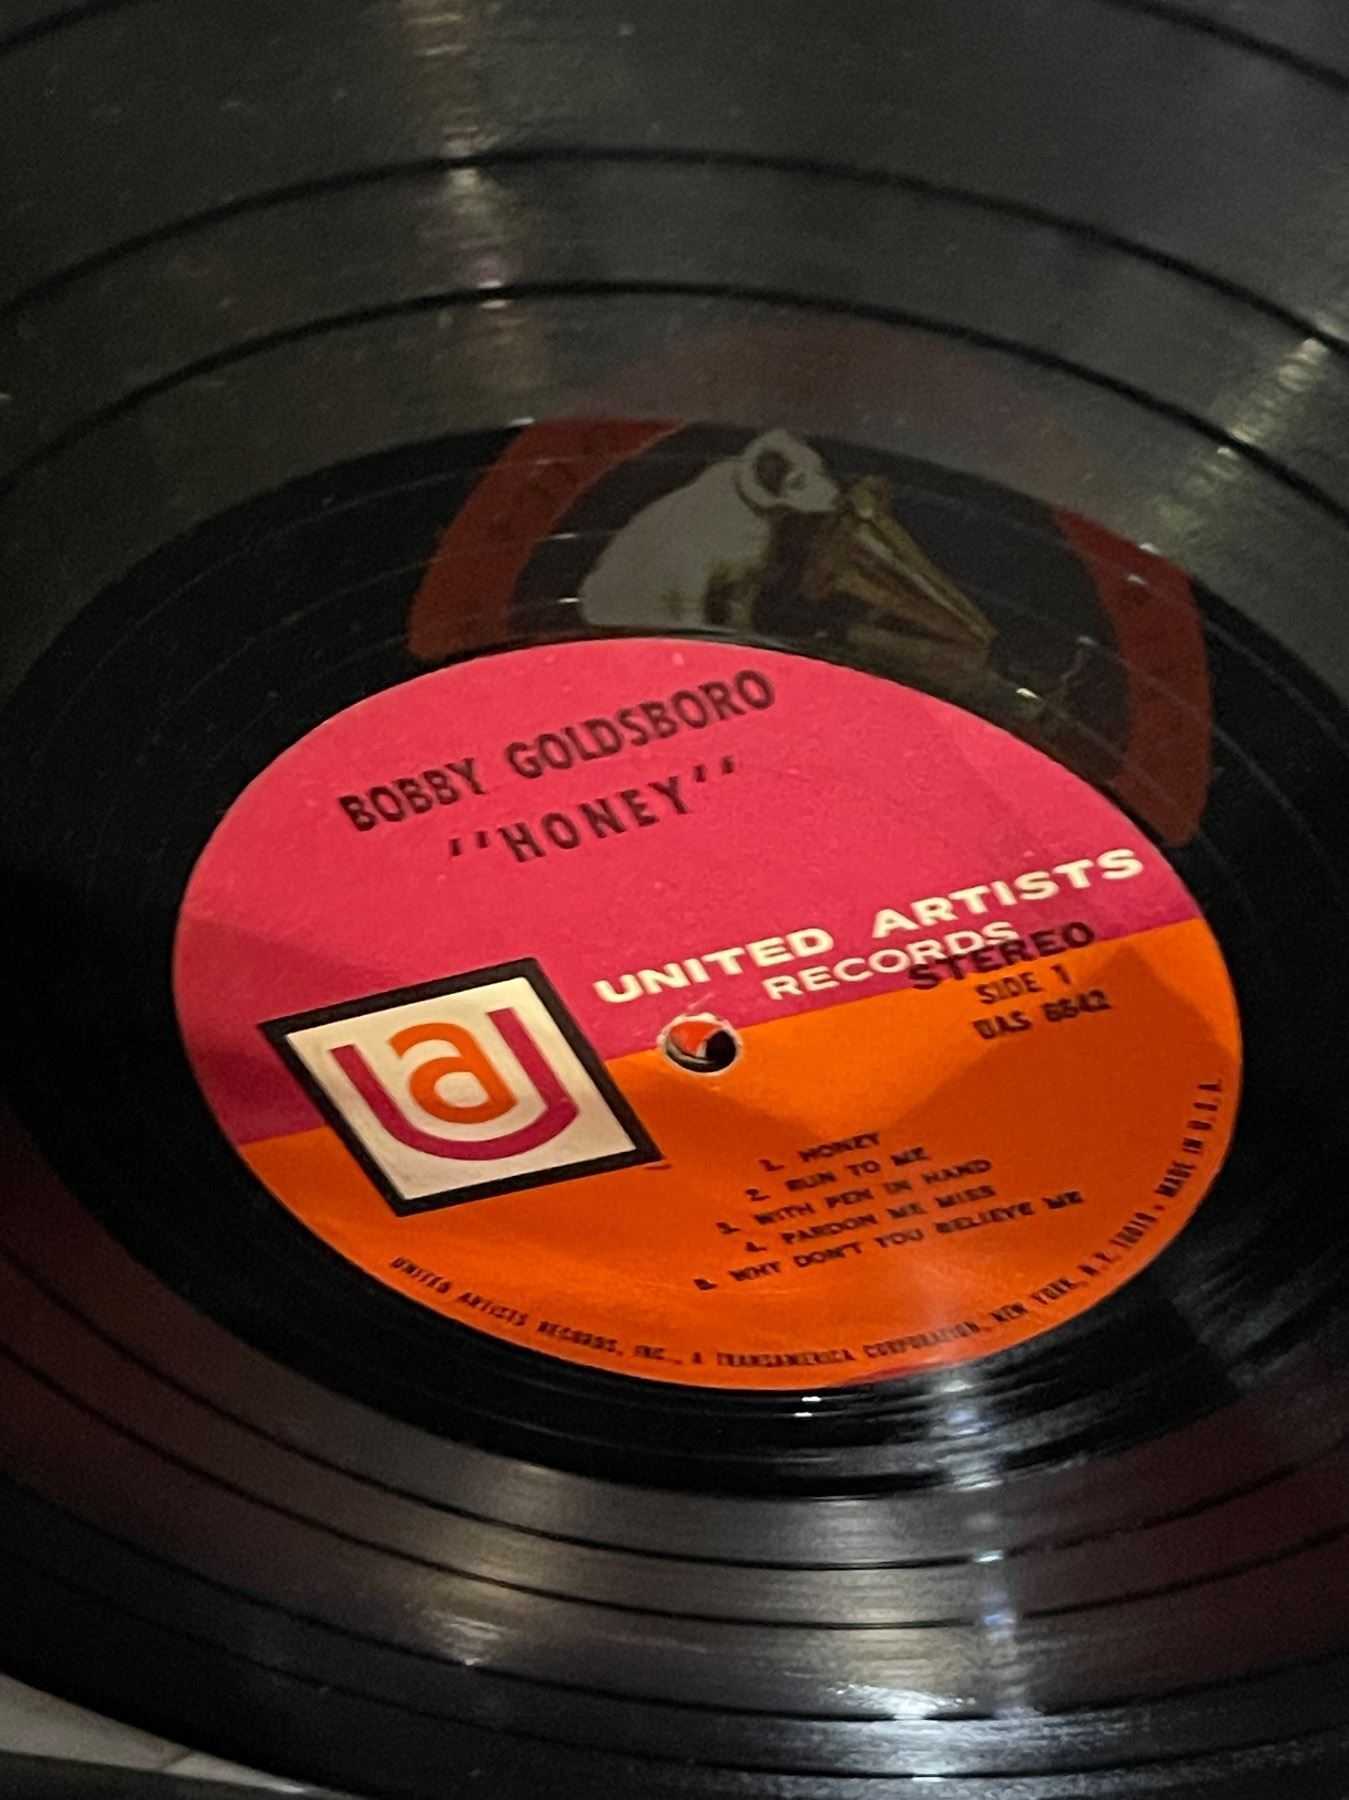 BOBBY GOLDSBORO
"HONEY"
UNITED ARTISTS
RECORDS
STEREO
SIDE 1
UAS 6642
ua
1. HONEY
2. RUN TO ME
3. WITH PEN IN HAND
4. PARDON ME MISS
5. WHY DON'T YOU BELIEVE ME
UNITED ARTISTS RECORDS, INC., A TRANSAMERICA CORPORATION, NEW YORK, N.Y. 10019, MADE IN U.S.A.